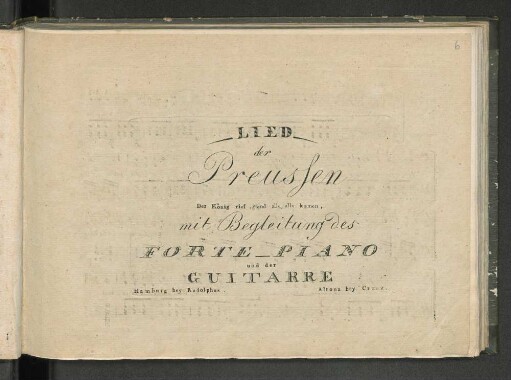 6
LIED
der
Preussen
Der König rief und alle kamen,
mit Begleitung des
FORTE-PIANO
und der
GUITARRE
Hamburg bey Rudolphus. Altona bey Cranz.